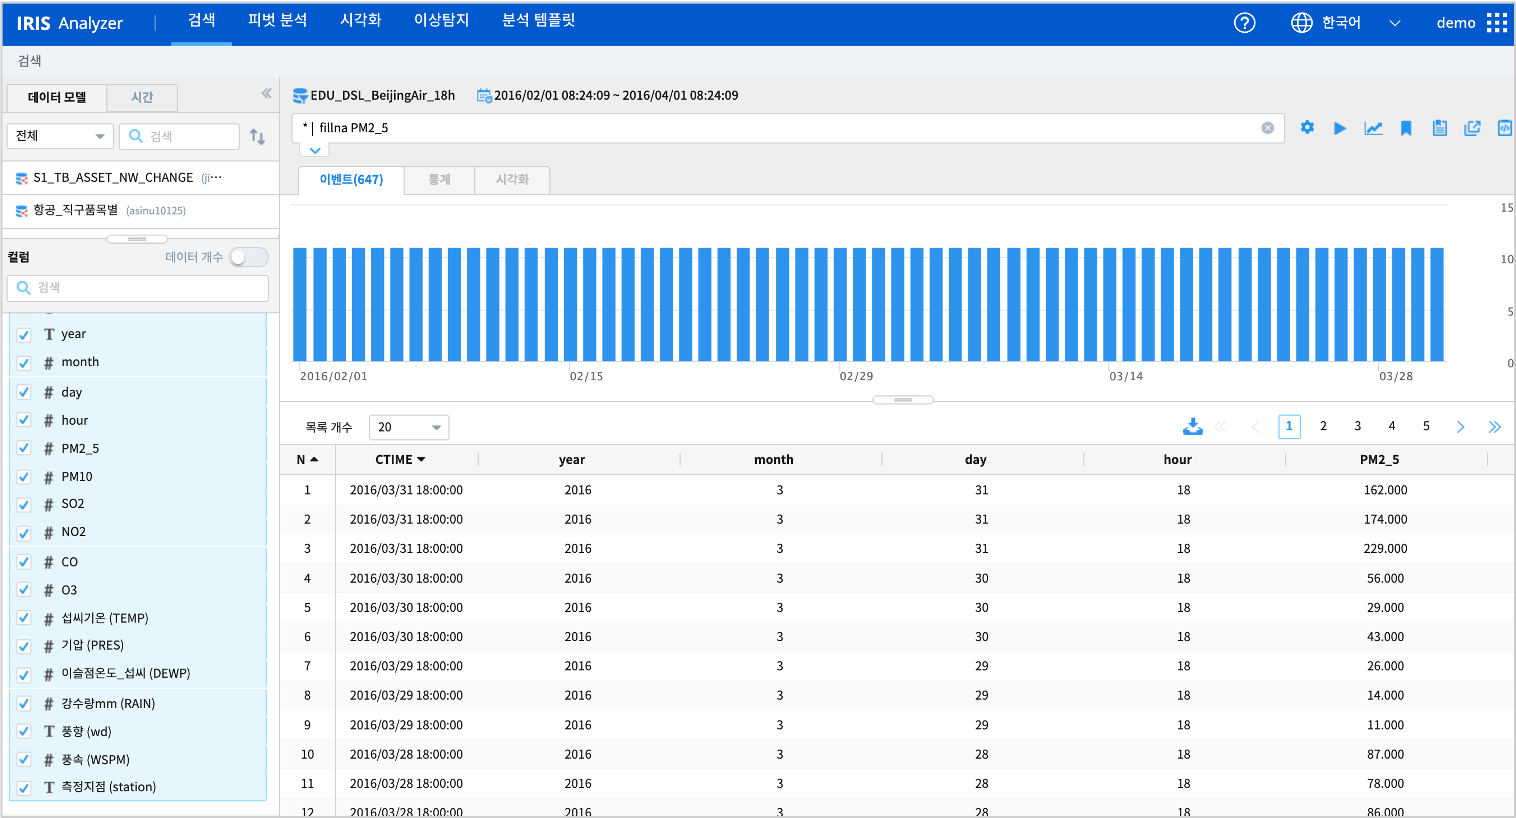 IRIS Analyzer | 검색 피벗 분석 시각화 이상탐지 분석 템플릿 ? 한국어 demo
검색
데이터 모델 시간
전체 검색
S1_TB_ASSET_NW_CHANGE (ji···
항공_직구품목별 (asinu10125)
컬럼 데이터 개수
검색
T year
# month
# day
# hour
# PM2_5
# PM10
# SO2
# NO2
# CO
# O3
# 섭씨기온 (TEMP)
# 기압 (PRES)
# 이슬점온도_섭씨 (DEWP)
# 강수량mm (RAIN)
T 풍향 (wd)
# 풍속 (WSPM)
T 측정지점 (station)
EDU_DSL_BeijingAir_18h 2016/02/01 08:24:09 ~ 2016/04/01 08:24:09
* | fillna PM2_5
이벤트(647) 통계 시각화
15
10
5
0
2016/02/01 02/15 02/29 03/14 03/28
목록 개수 20 1 2 3 4 5
N CTIME year month day hour PM2_5
1 2016/03/31 18:00:00 2016 3 31 18 162.000
2 2016/03/31 18:00:00 2016 3 31 18 174.000
3 2016/03/31 18:00:00 2016 3 31 18 229.000
4 2016/03/30 18:00:00 2016 3 30 18 56.000
5 2016/03/30 18:00:00 2016 3 30 18 29.000
6 2016/03/30 18:00:00 2016 3 30 18 43.000
7 2016/03/29 18:00:00 2016 3 29 18 26.000
8 2016/03/29 18:00:00 2016 3 29 18 14.000
9 2016/03/29 18:00:00 2016 3 29 18 11.000
10 2016/03/28 18:00:00 2016 3 28 18 87.000
11 2016/03/28 18:00:00 2016 3 28 18 78.000
12 2016/03/28 18:00:00 2016 3 28 18 86.000